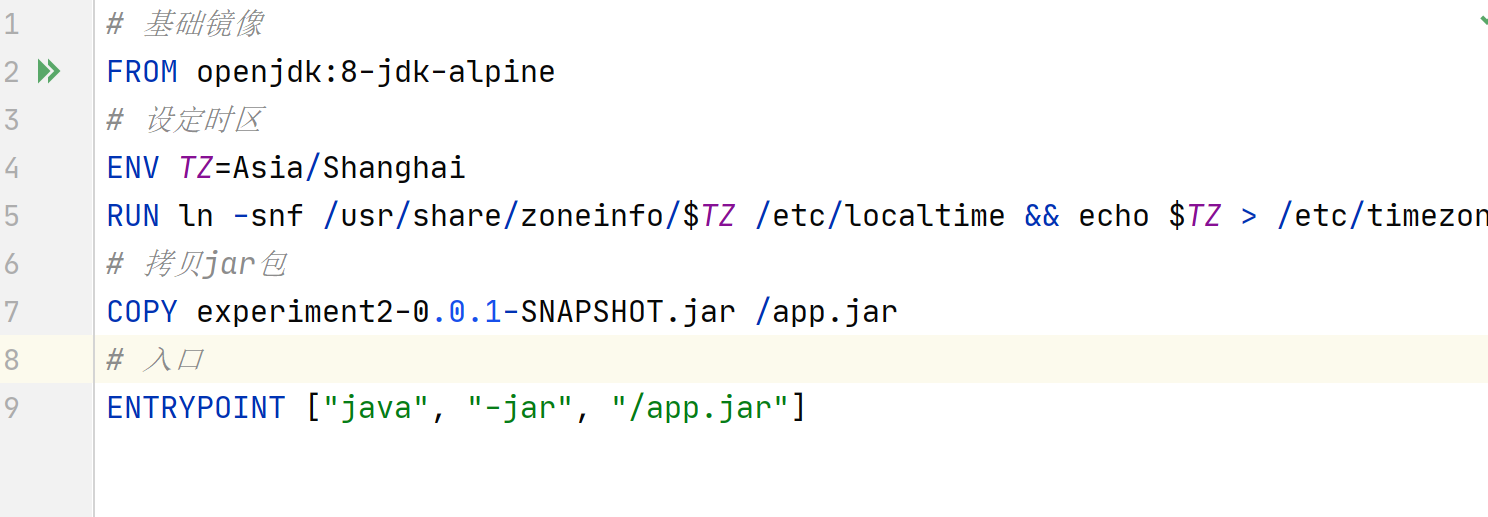 1 # 基础镜像
2 FROM openjdk:8-jdk-alpine
3 # 设定时区
4 ENV TZ=Asia/Shanghai
5 RUN ln -snf /usr/share/zoneinfo/$TZ /etc/localtime && echo $TZ > /etc/timezon
6 # 拷贝jar包
7 COPY experiment2-0.0.1-SNAPSHOT.jar /app.jar
8 # 入口
9 ENTRYPOINT ["java", "-jar", "/app.jar"]